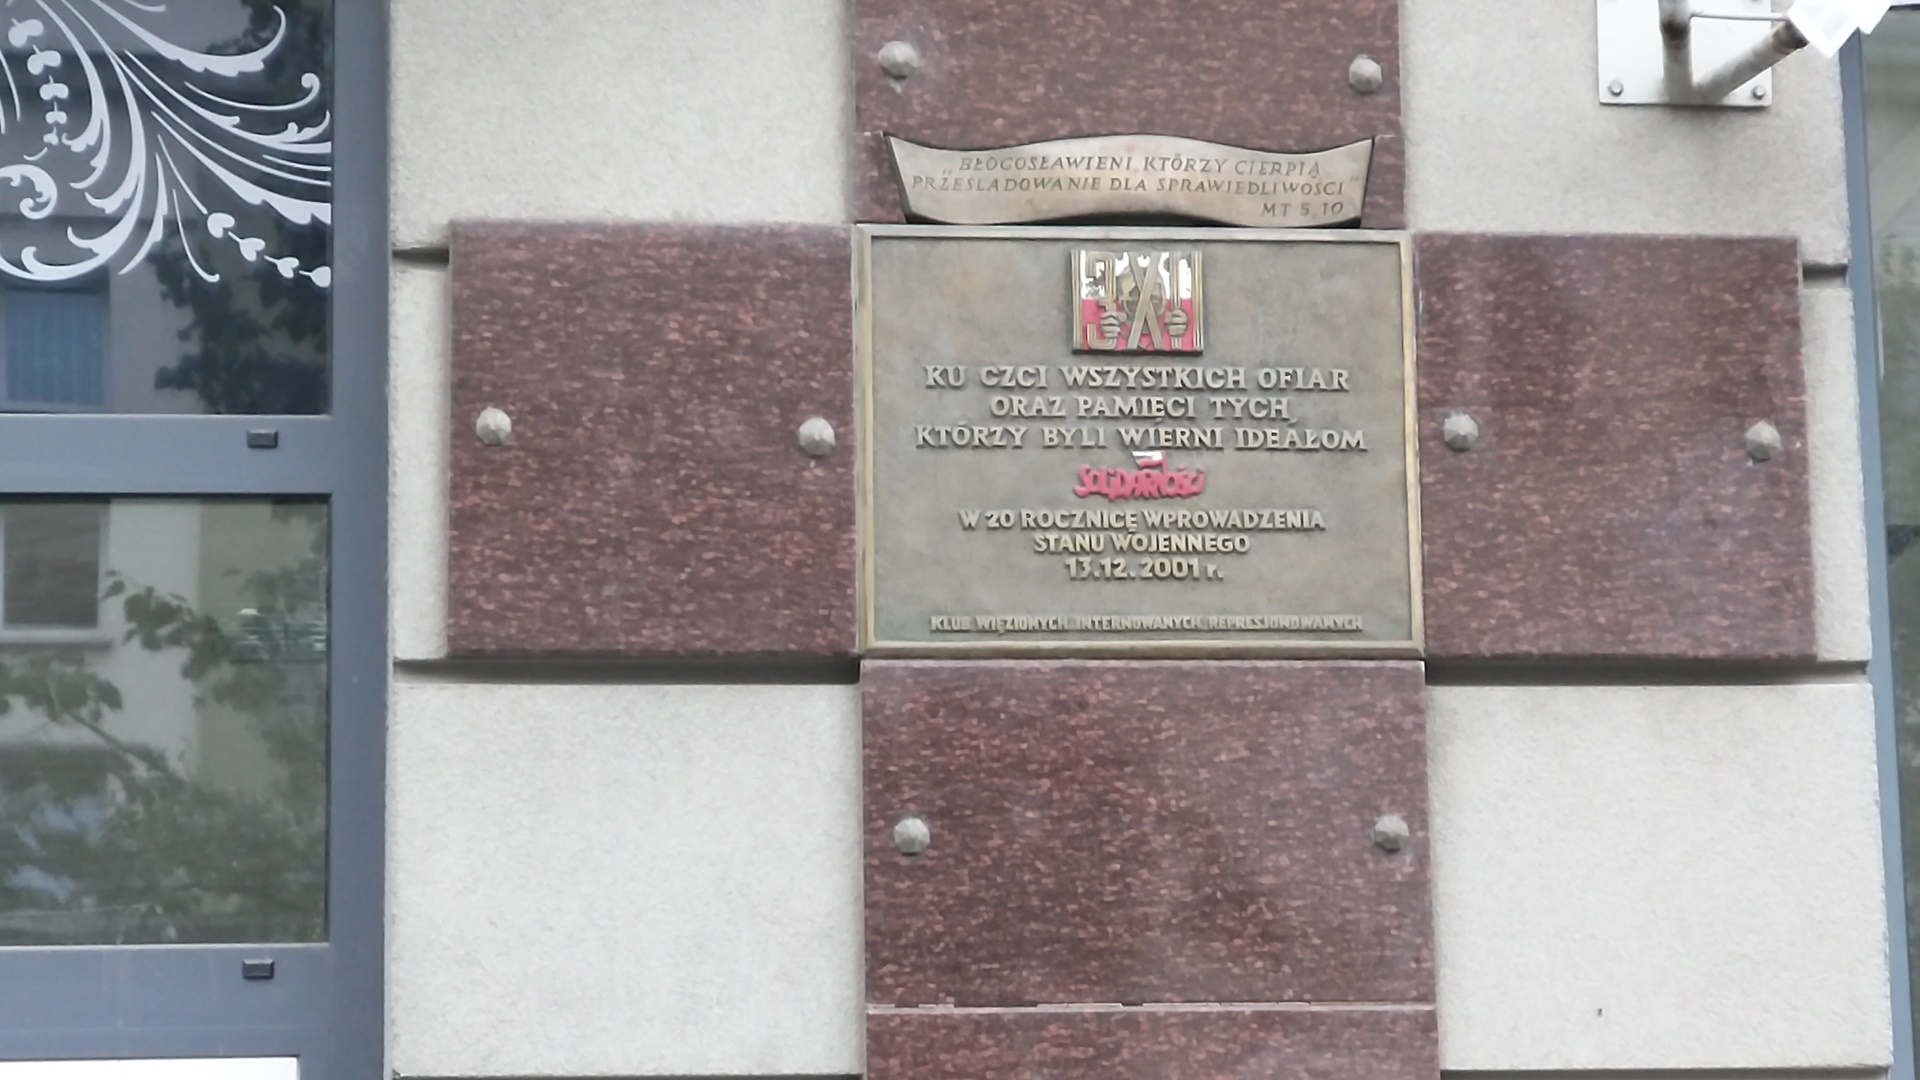 „BŁOGOSŁAWIENI, KTÓRZY CIERPIĄ
PRZEŚLADOWANIE DLA SPRAWIEDLIWOŚCI"
MT 5,10
3XI
KU CZCI WSZYSTKICH OFIAR
ORAZ PAMIĘCI TYCH,
KTÓRZY BYLI WIERNI IDEAŁOM
SOLIDARNOŚCI
W 20 ROCZNICĘ WPROWADZENIA
STANU WOJENNEGO
13.12.2001 r.
KLUB WIĘZIONYCH INTERNOWANYCH REPRESJONOWANYCH